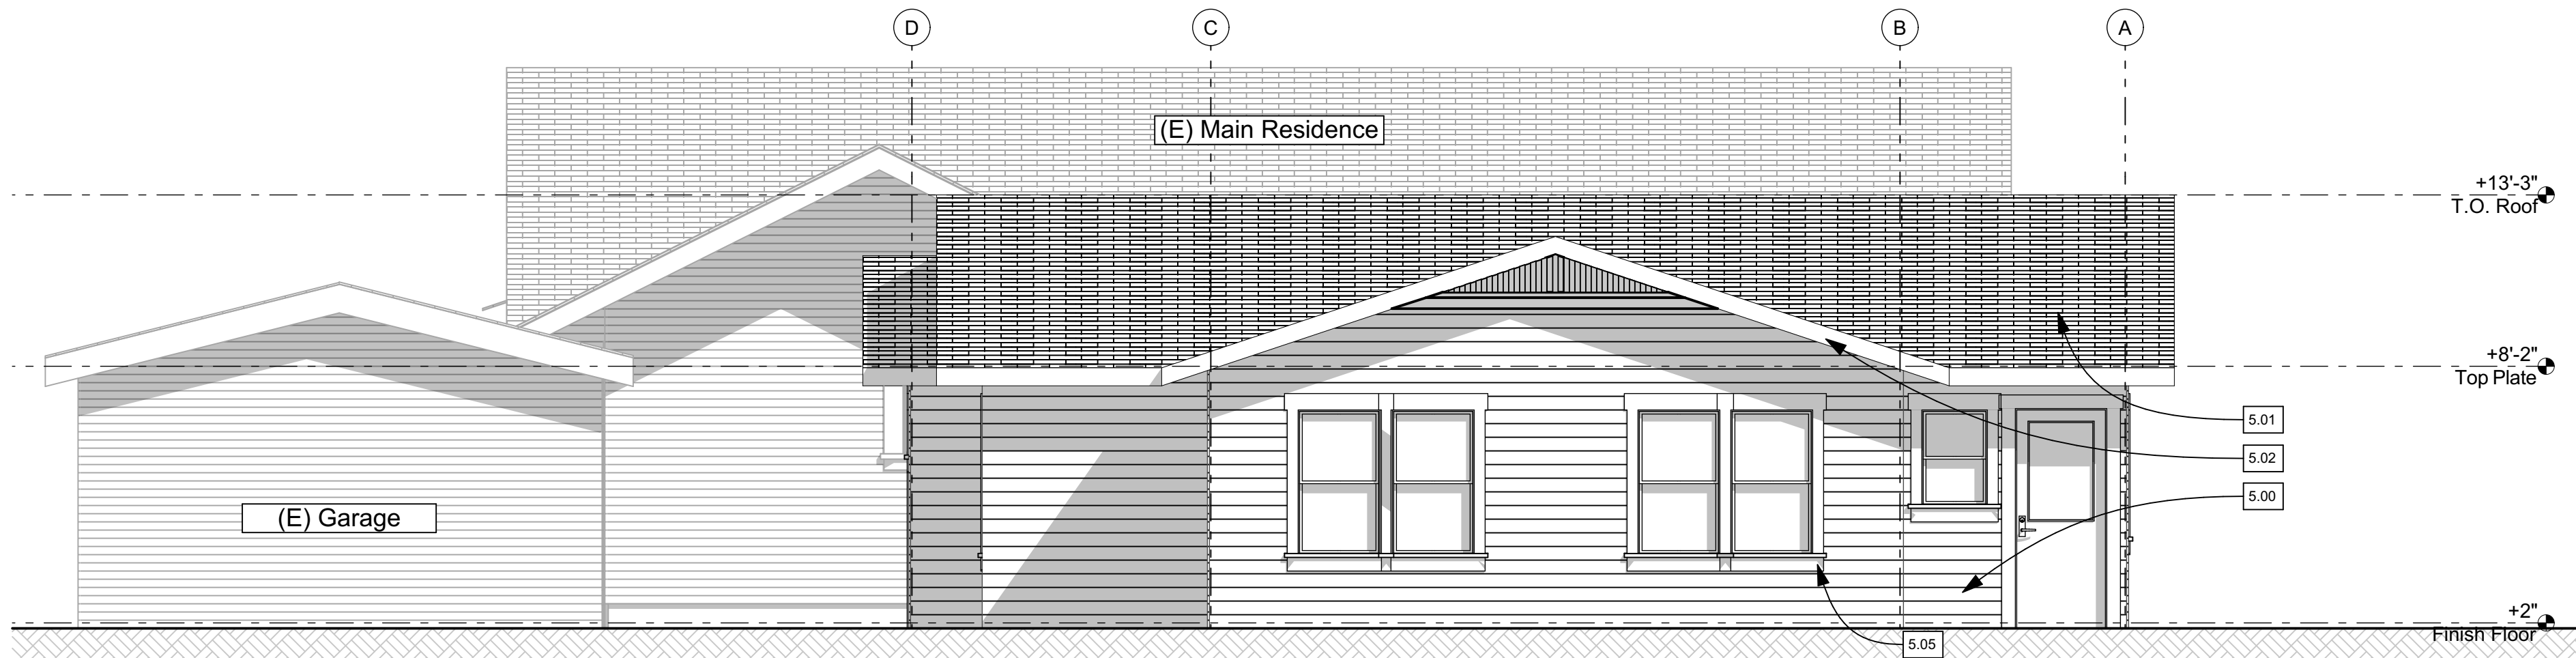 D
C
B
A
(E) Main Residence
+13'-3"
T.O. Roof
+8'-2"
Top Plate
5.01
5.02
5.00
(E) Garage
+2"
Finish Floor
5.05